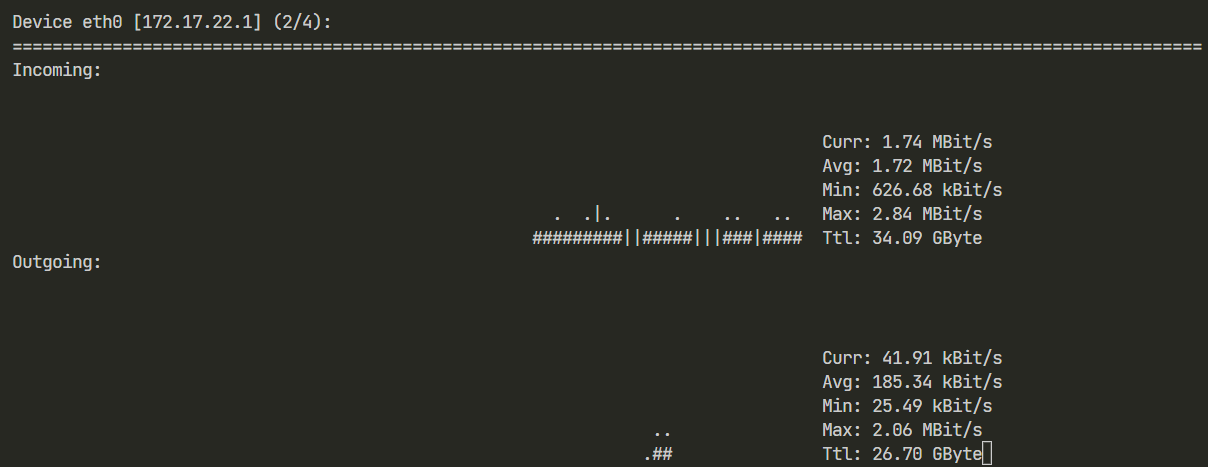 Device eth0 [172.17.22.1] (2/4):
=======================================================================================================================
Incoming:
Curr: 1.74 MBit/s
Avg: 1.72 MBit/s
Min: 626.68 kBit/s
.  .|.      .    ..   ..   Max: 2.84 MBit/s
#########||#####|||###|####  Ttl: 34.09 GByte
Outgoing:
Curr: 41.91 kBit/s
Avg: 185.34 kBit/s
Min: 25.49 kBit/s
..   Max: 2.06 MBit/s
.##   Ttl: 26.70 GByte